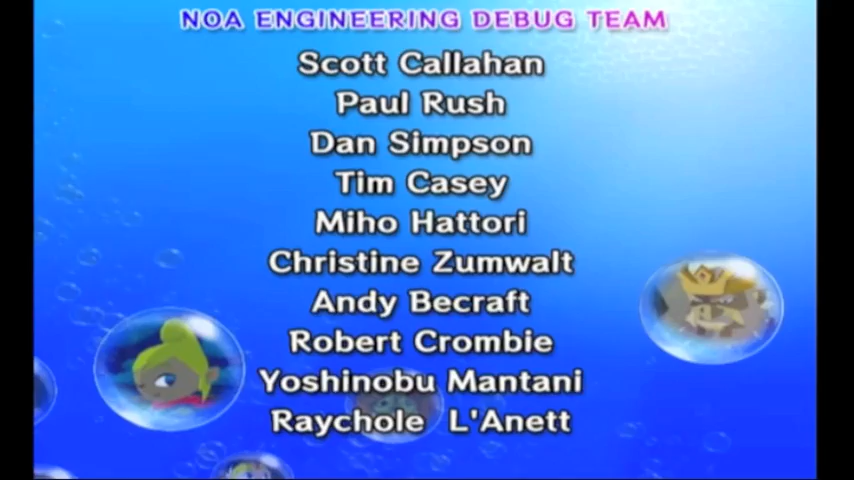 NOA ENGINEERING DEBUG TEAM
Scott Callahan
Paul Rush
Dan Simpson
Tim Casey
Miho Hattori
Christine Zumwalt
Andy Becraft
Robert Crombie
Yoshinobu Mantani
Raychole L'Anett